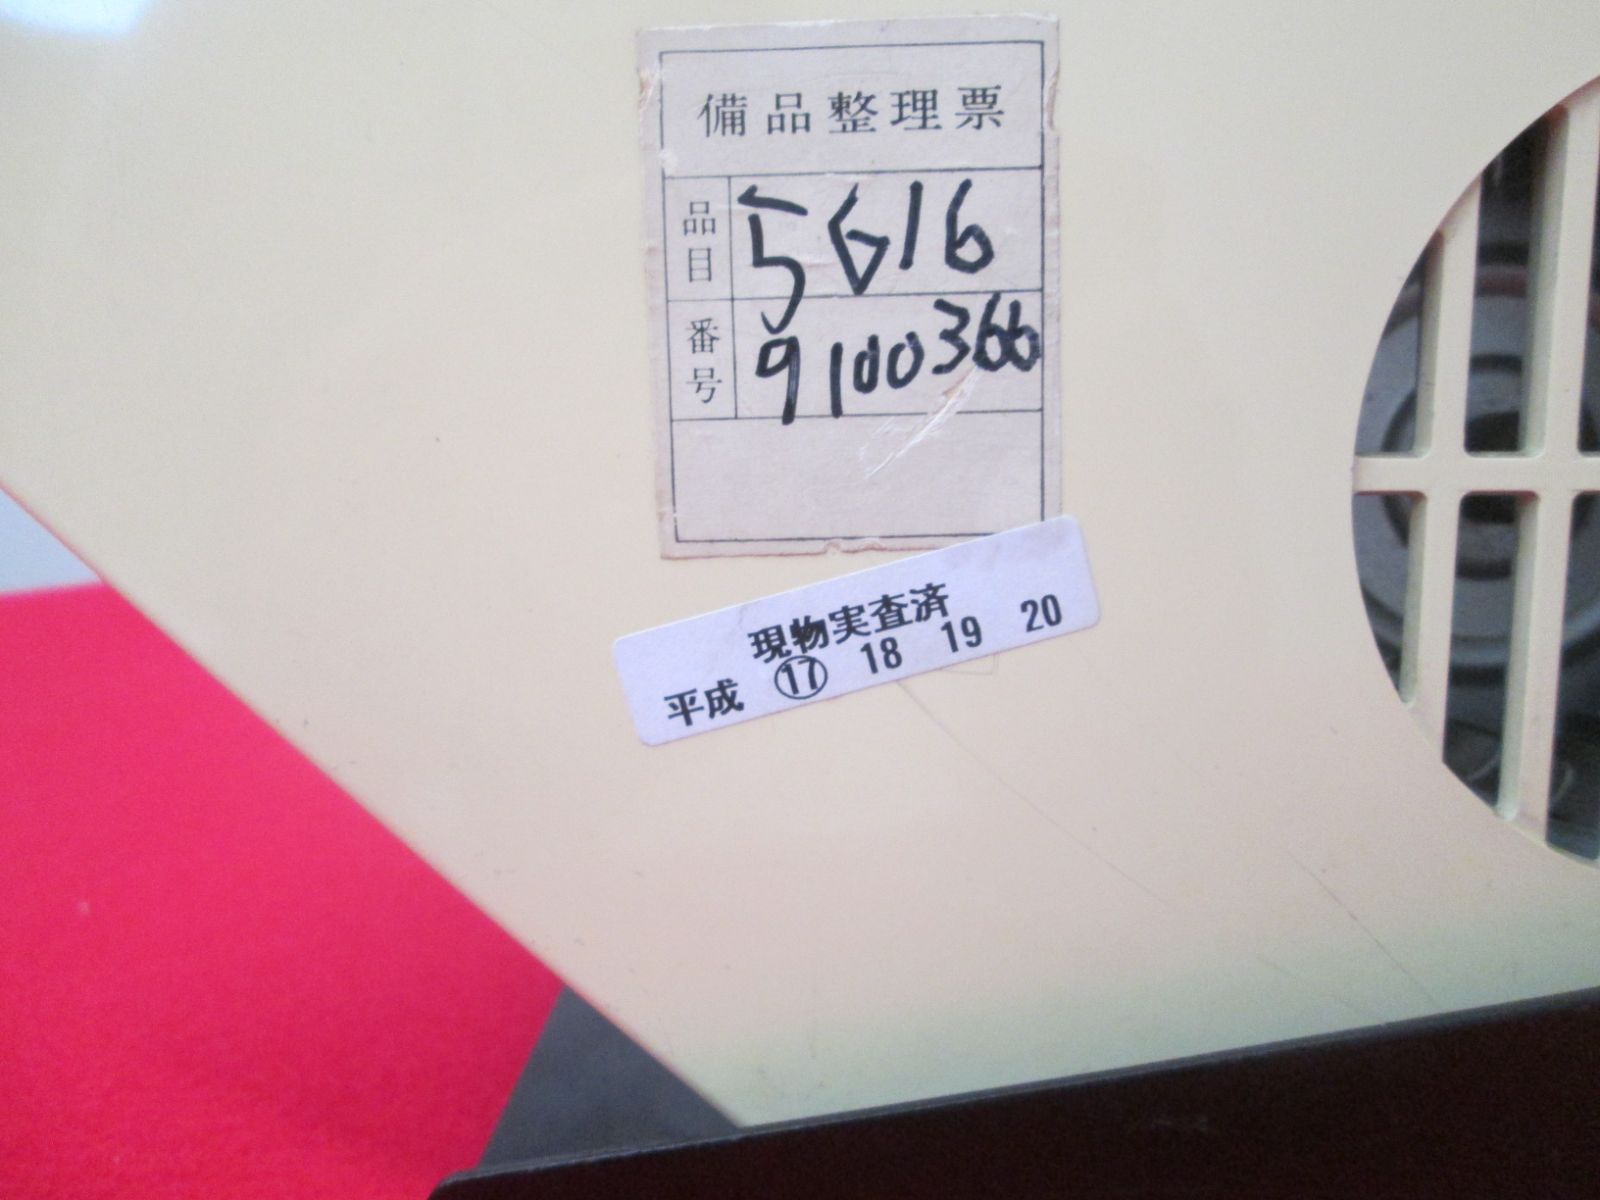 備品整理票
品目 5616
番号 9100366
現物実査済
平成 ⑰ 18 19 20